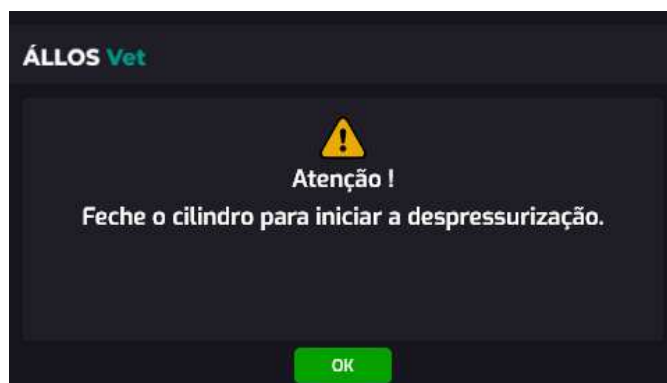 ÁLLOS Vet
Atenção !
Feche o cilindro para iniciar a despressurização.
OK